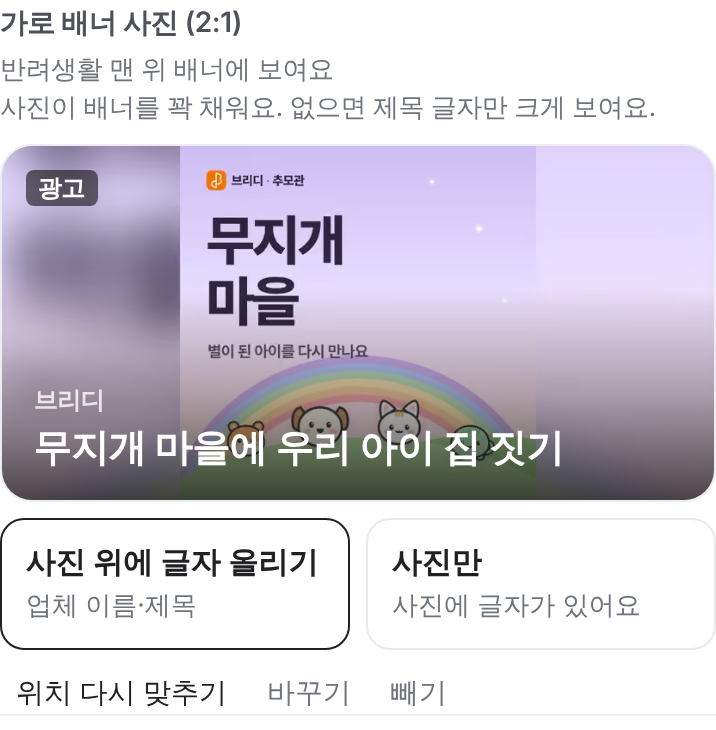 가로 배너 사진 (2:1)
반려생활 맨 위 배너에 보여요
사진이 배너를 꽉 채워요. 없으면 제목 글자만 크게 보여요.
광고
브리디 · 추모관
무지개
마을
별이 된 아이를 다시 만나요
브리디
무지개 마을에 우리 아이 집 짓기
사진 위에 글자 올리기
업체 이름·제목
사진만
사진에 글자가 있어요
위치 다시 맞추기 바꾸기 빼기